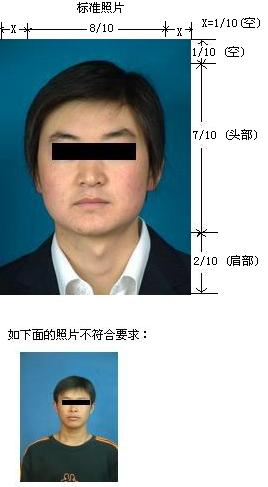 标准照片
X 8/10 X X=1/10(空)
1/10 (空)
7/10 (头部)
2/10 (肩部)
如下面的照片不符合要求：